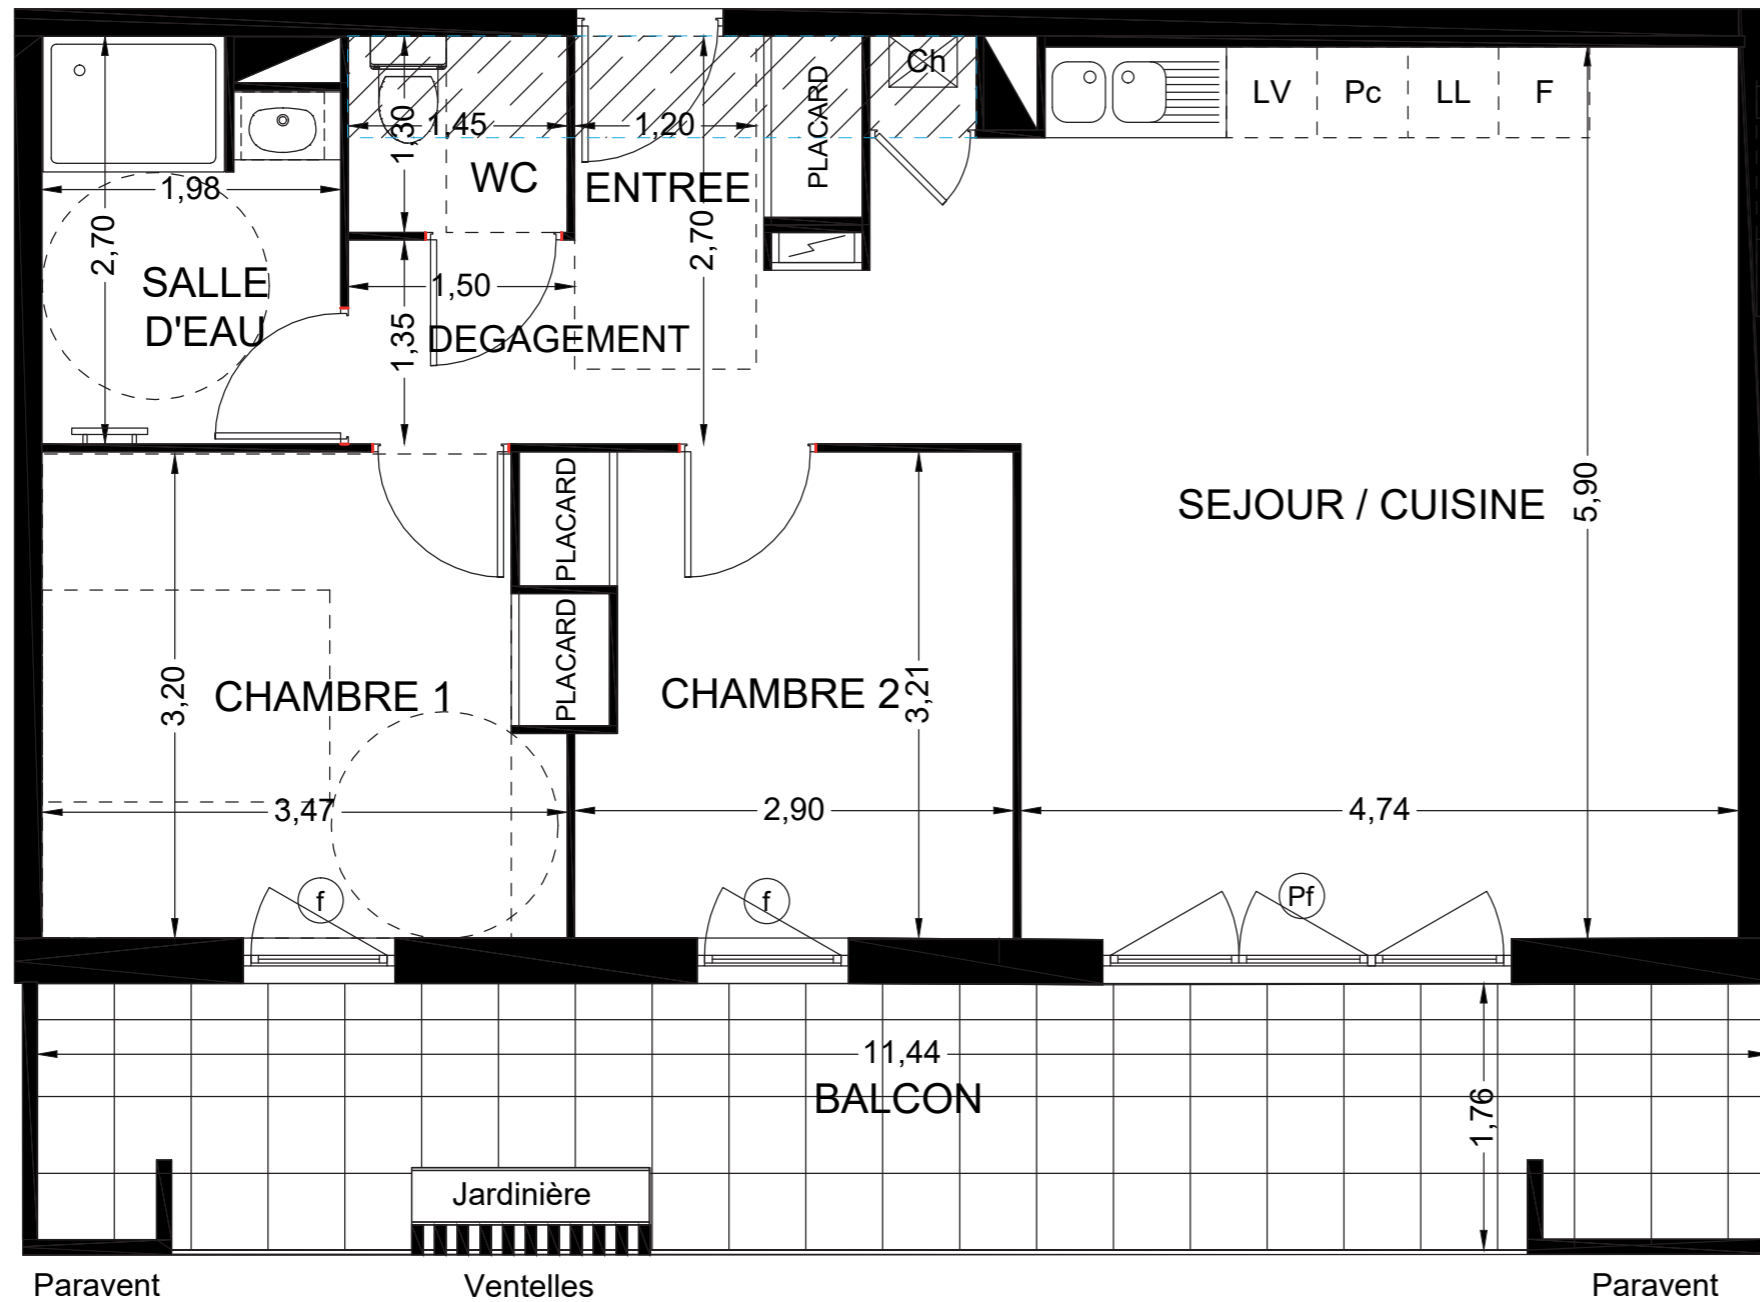 Ch
LV
Pc
LL
F
PLACARD
1,30
1,45
1,20
WC
ENTREE
1,98
2,70
2,70
SALLE
D'EAU
1,50
1,35
DEGAGEMENT
PLACARD
PLACARD
SEJOUR / CUISINE
5,90
3,20
CHAMBRE 1
CHAMBRE 2
3,21
3,47
2,90
4,74
f
f
Pf
11,44
BALCON
1,76
Jardinière
Paravent
Ventelles
Paravent